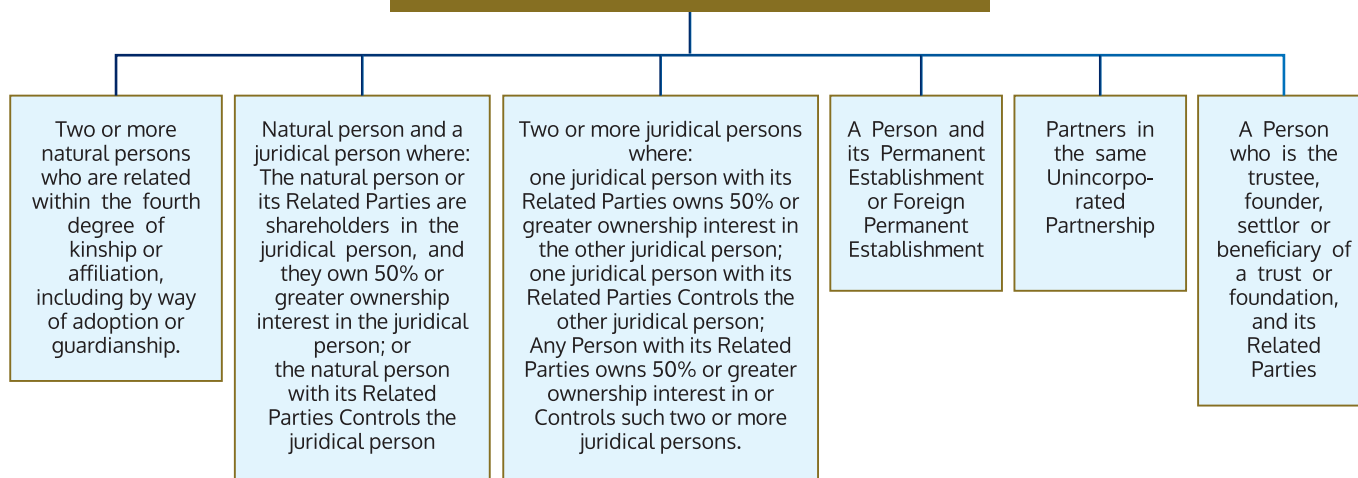 Two or more
natural persons
who are related
within the fourth
degree of
kinship or
affiliation,
including by way
of adoption or
guardianship.
Natural person and a
juridical person where:
The natural person or
its Related Parties are
shareholders in the
juridical person, and
they own 50% or
greater ownership
interest in the juridical
person; or
the natural person
with its Related
Parties Controls the
juridical person
Two or more juridical persons
where:
one juridical person with its
Related Parties owns 50% or
greater ownership interest in
the other juridical person;
one juridical person with its
Related Parties Controls the
other juridical person;
Any Person with its Related
Parties owns 50% or greater
ownership interest in or
Controls such two or more
juridical persons.
A Person and
its Permanent
Establishment
or Foreign
Permanent
Establishment
Partners in
the same
Unincorpo-
rated
Partnership
A Person
who is the
trustee,
founder,
settlor or
beneficiary of
a trust or
foundation,
and its
Related
Parties